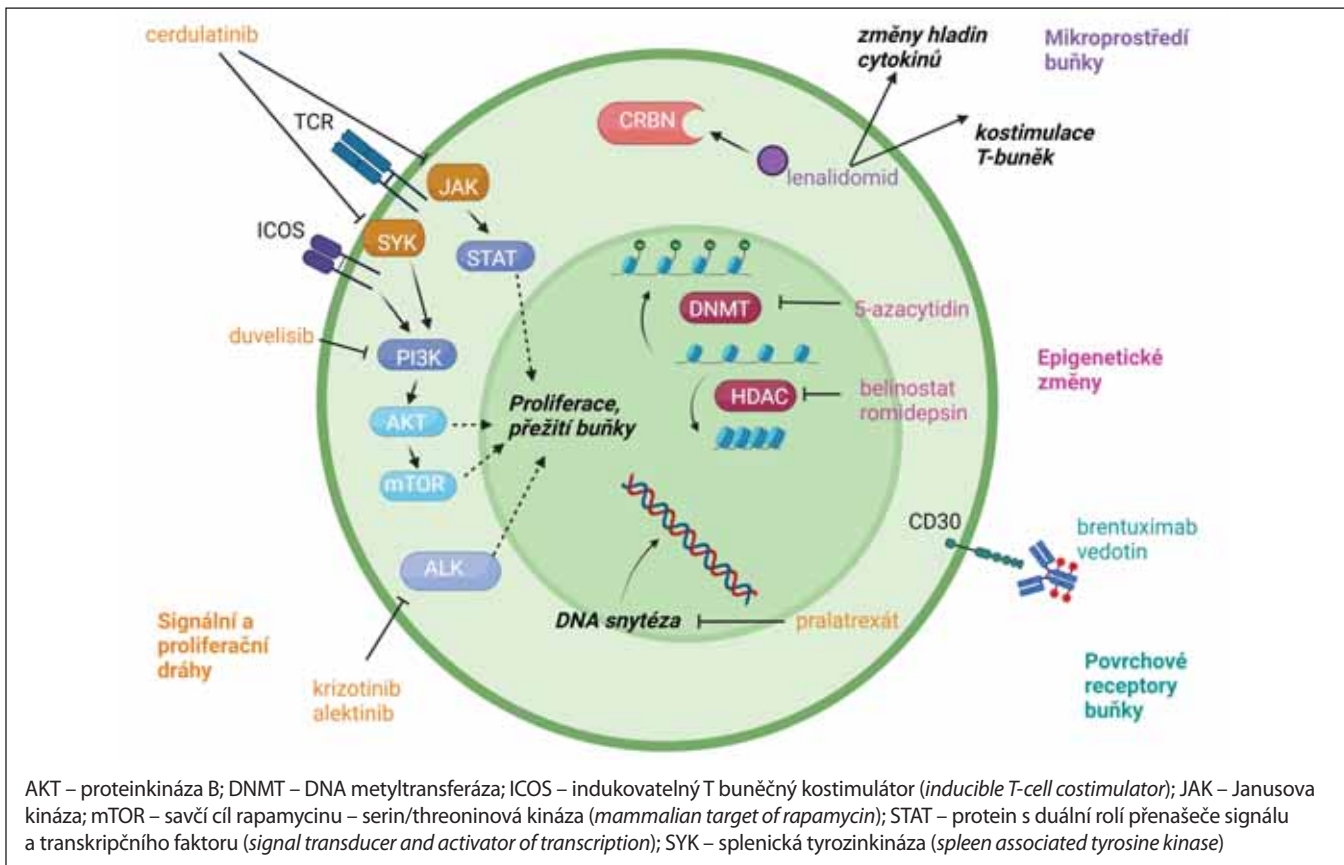 cerdulatinib
změny hladin
cytokinů
Mikroprostředí
buňky
TCR
CRBN
kostimulace
T-buněk
JAK
lenalidomid
ICOS
SYK
STAT
DNMT
5-azacytídin
duvelisib
PI3K
Epigenetické
změny
HDAC
belinostat
romidepsin
AKT
Proliferace,
přežití buňky
mTOR
CD30
brentuximab
vedotin
ALK
Signální a
proliferační
dráhy
DNA snytéza
pralatrexát
krizotinib
alektinib
Povrchové
receptory
buňky
AKT – proteinkináza B; DNMT – DNA metyltransferáza; ICOS – indukovatelný T buněčný kostimulátor (inducible T-cell costimulator); JAK – Janusova
kináza; mTOR – savčí cíl rapamycinu – serin/threoninová kináza (mammalian target of rapamycin); STAT – protein s duální rolí přenašeče signálu
a transkripčního faktoru (signal transducer and activator of transcription); SYK – splenická tyrozinkináza (spleen associated tyrosine kinase)